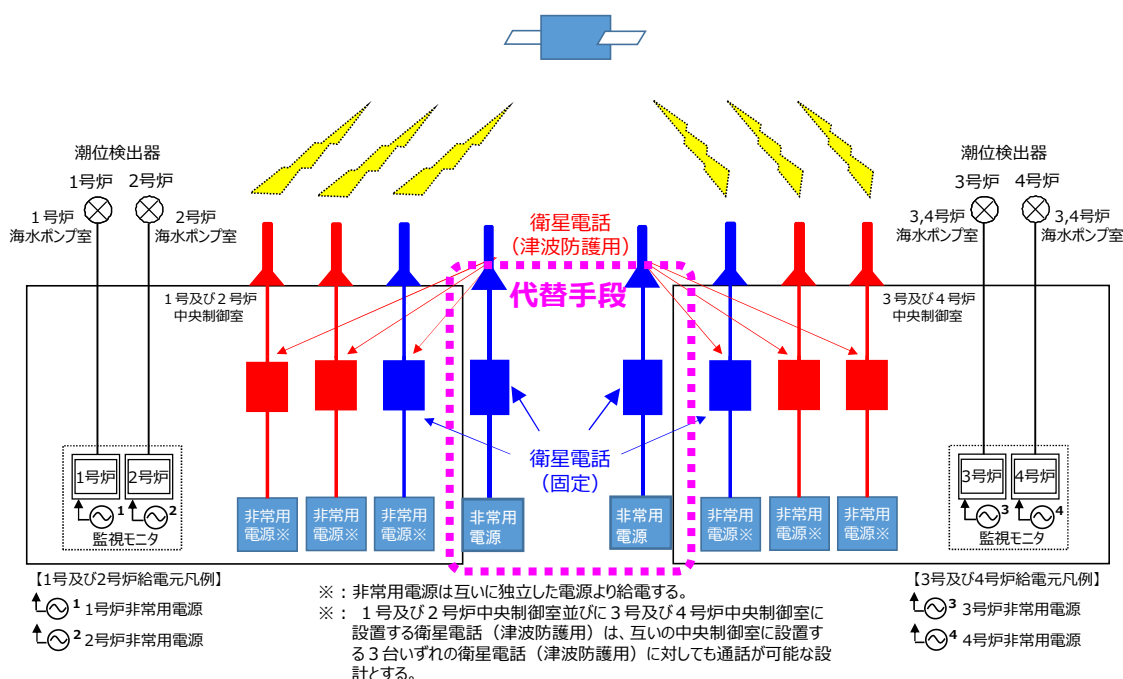 潮位検出器
1号炉 2号炉
1号炉
海水ポンプ室
2号炉
海水ポンプ室
潮位検出器
3号炉 4号炉
3,4号炉
海水ポンプ室
3,4号炉
海水ポンプ室
衛星電話
(津波防護用)
代替手段
1号及び2号炉
中央制御室
3号及び4号炉
中央制御室
衛星電話
(固定)
1号炉
2号炉
1
2
監視モニタ
3号炉
4号炉
3
4
監視モニタ
非常用
電源※
非常用
電源※
非常用
電源※
非常用
電源
非常用
電源
非常用
電源※
非常用
電源※
非常用
電源※
【1号及び2号炉給電元凡例】
1 1号炉非常用電源
2 2号炉非常用電源
※:非常用電源は互いに独立した電源より給電する。
※: 1号及び2号炉中央制御室並びに3号及び4号炉中央制御室に
設置する衛星電話(津波防護用)は、互いの中央制御室に設置す
る3台いずれの衛星電話(津波防護用)に対しても通話が可能な設
計とする。
【3号及び4号炉給電元凡例】
3 3号炉非常用電源
4 4号炉非常用電源